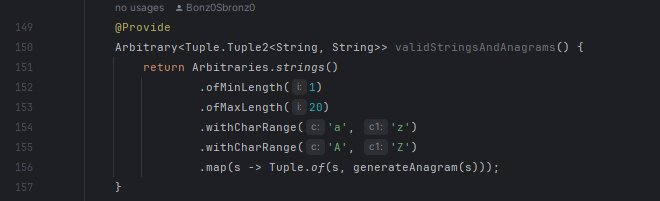 no usages Bonz0Sbronz0
149 @Provide
150 Arbitrary<Tuple.Tuple2<String, String>> validStringsAndAnagrams() {
151 return Arbitraries.strings()
152 .ofMinLength( i: 1)
153 .ofMaxLength( i: 20)
154 .withCharRange( c: 'a', c1: 'z')
155 .withCharRange( c: 'A', c1: 'Z')
156 .map(s -> Tuple.of(s, generateAnagram(s)));
157 }